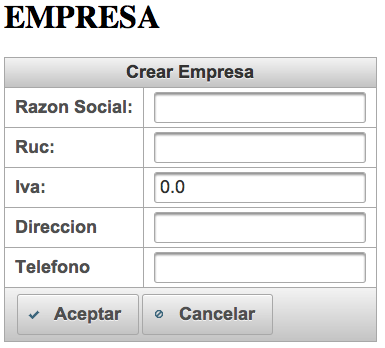 EMPRESA
Crear Empresa
Razon Social:
Ruc:
Iva: 0.0
Direccion
Telefono
Aceptar Cancelar